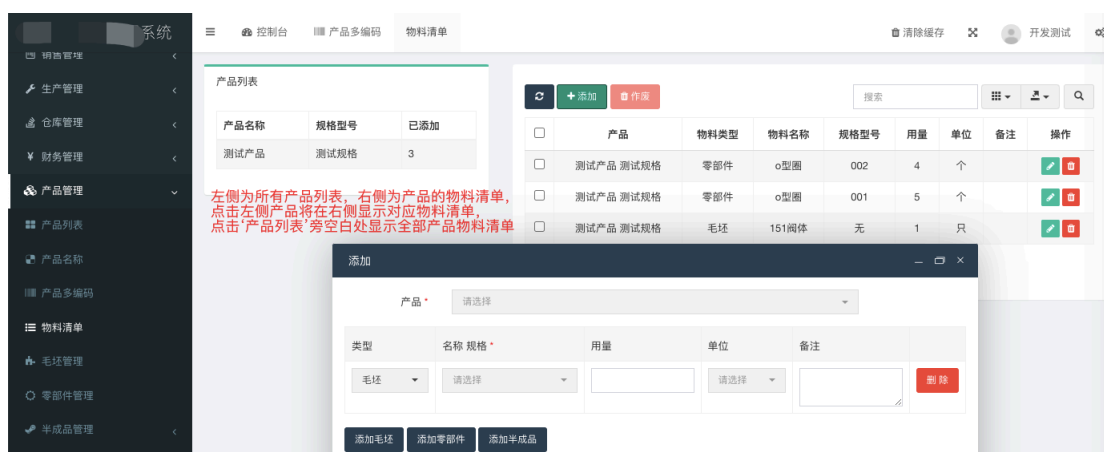 系统
控制台 产品多编码 物料清单 清除缓存 开发测试
销售管理
生产管理
仓库管理
¥ 财务管理
产品管理
产品列表
产品名称
产品多编码
物料清单
毛坯管理
零部件管理
半成品管理
产品列表
产品名称 规格型号 已添加
测试产品 测试规格 3
左侧为所有产品列表，右侧为产品的物料清单，
点击左侧产品将在右侧显示对应物料清单，
点击‘产品列表’旁空白处显示全部产品物料清单
添加 作废 搜索
产品 物料类型 物料名称 规格型号 用量 单位 备注 操作
测试产品 测试规格 零部件 o型圈 002 4 个
测试产品 测试规格 零部件 o型圈 001 5 个
测试产品 测试规格 毛坯 151阀体 无 1 只
添加
产品 * 请选择
类型 名称 规格 * 用量 单位 备注
毛坯 请选择 请选择 删除
添加毛坯 添加零部件 添加半成品